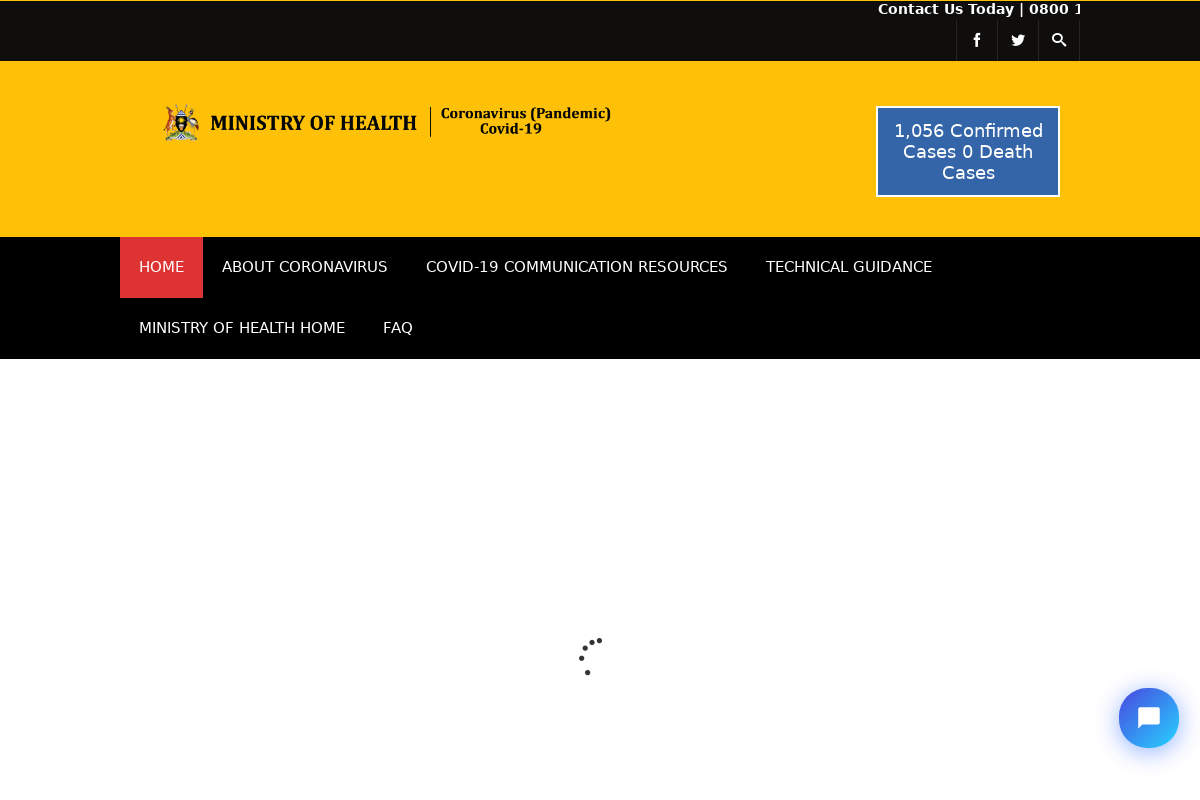 Contact Us Today | 0800 1
MINISTRY OF HEALTH
Coronavirus (Pandemic)
Covid-19
1,056 Confirmed
Cases 0 Death
Cases
HOME
ABOUT CORONAVIRUS
COVID-19 COMMUNICATION RESOURCES
TECHNICAL GUIDANCE
MINISTRY OF HEALTH HOME
FAQ